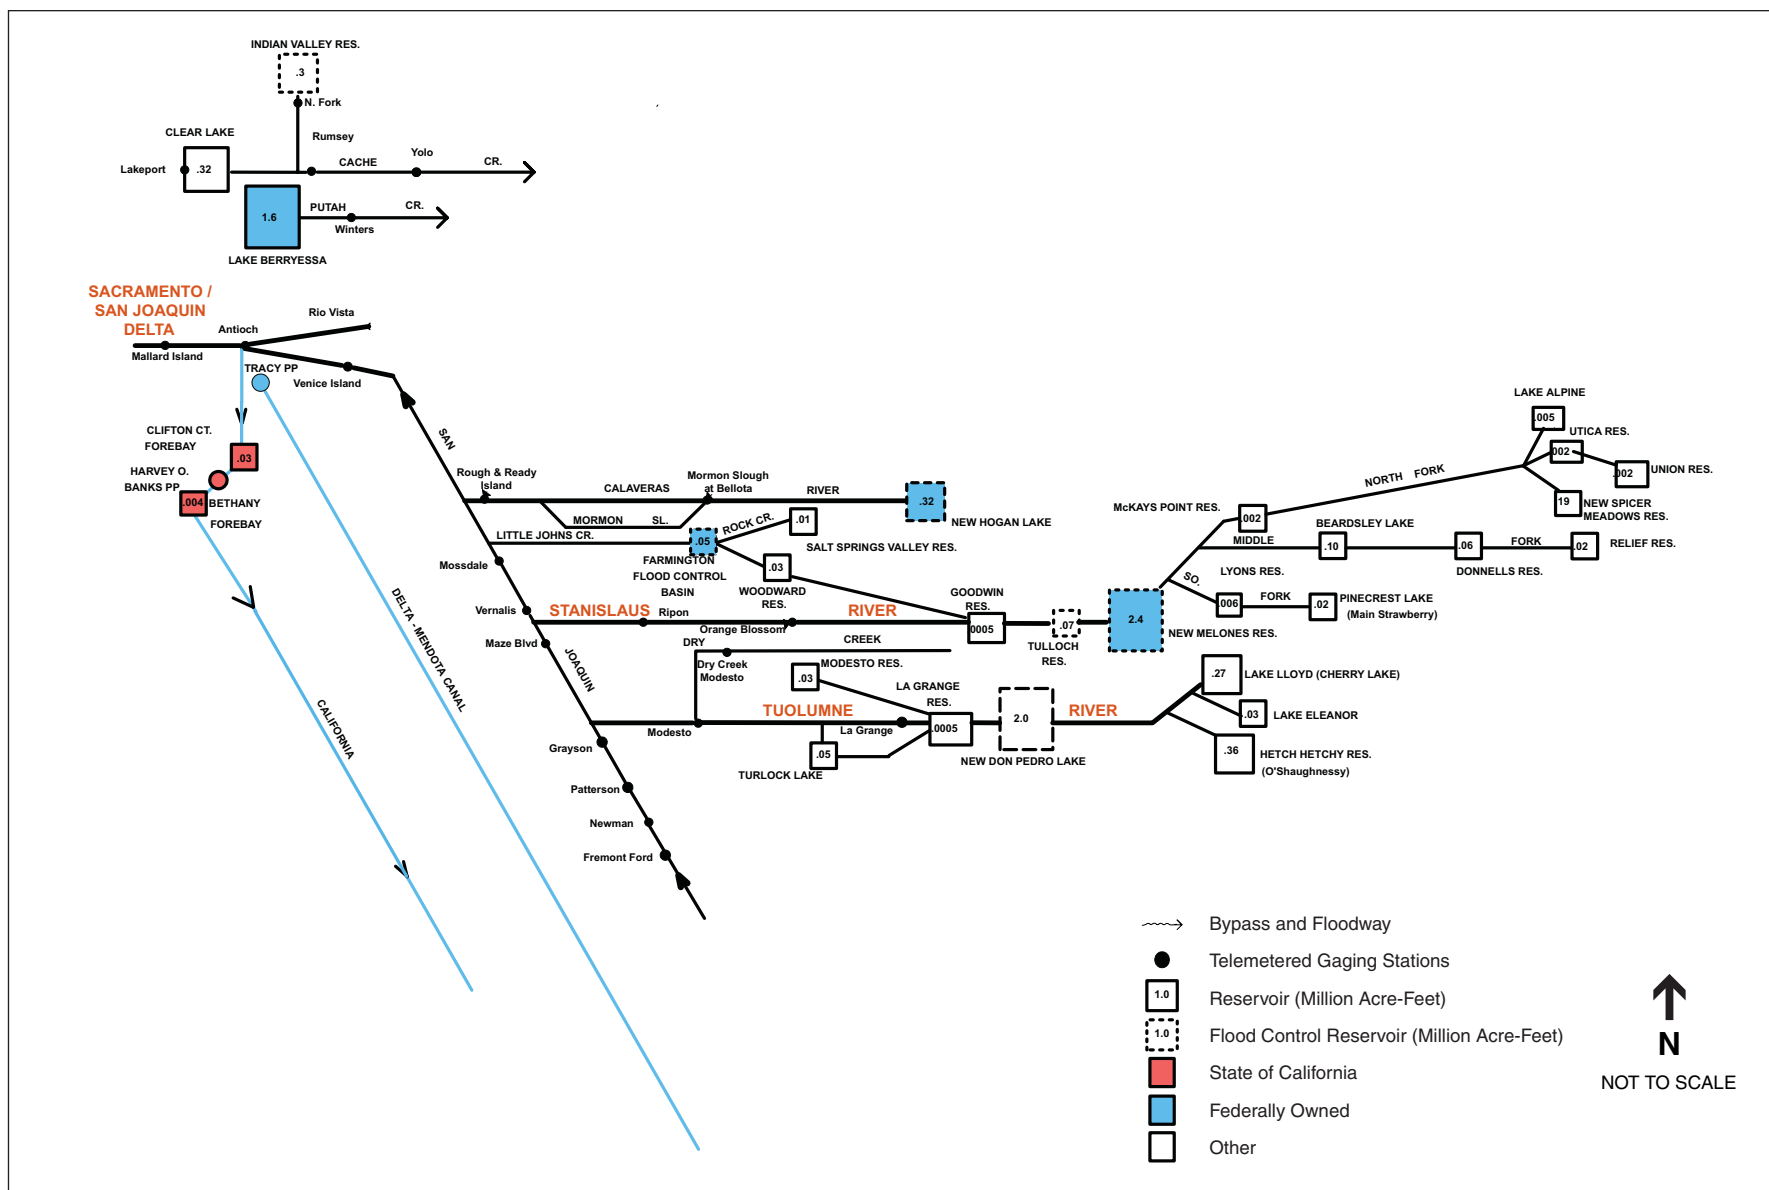 INDIAN VALLEY RES.
.3
N. Fork
CLEAR LAKE
Rumsey
Lakeport
.32
CACHE
Yolo
CR.
1.6
PUTAH
CR.
Winters
LAKE BERRYESSA
SACRAMENTO /
SAN JOAQUIN
DELTA
Antioch
Rio Vista
Mallard Island
TRACY PP
Venice Island
CLIFTON CT.
FOREBAY
.03
HARVEY O.
BANKS PP
.004
BETHANY
FOREBAY
CALIFORNIA
DELTA - MENDOTA CANAL
SAN
JOAQUIN
Rough & Ready
Island
CALAVERAS
Mormon Slough
at Bellota
RIVER
.32
NEW HOGAN LAKE
MORMON
SL.
LITTLE JOHNS CR.
.05
ROCK CR.
.01
SALT SPRINGS VALLEY RES.
FARMINGTON
FLOOD CONTROL
BASIN
.03
WOODWARD
RES.
Mossdale
Vernalis
STANISLAUS
Ripon
Orange Blossom
RIVER
GOODWIN
RES.
0005
.07
TULLOCH
RES.
2.4
NEW MELONES RES.
Maze Blvd
DRY
CREEK
Dry Creek
Modesto
MODESTO RES.
.03
LA GRANGE
RES.
TUOLUMNE
.0005
2.0
RIVER
Modesto
La Grange
.05
TURLOCK LAKE
NEW DON PEDRO LAKE
Grayson
Patterson
Newman
Fremont Ford
LAKE ALPINE
.005
UTICA RES.
002
.002
UNION RES.
NORTH FORK
19
NEW SPICER
MEADOWS RES.
McKAYS POINT RES.
.002
BEARDSLEY LAKE
MIDDLE
.10
.06
FORK
.02
RELIEF RES.
DONNELLS RES.
SO.
LYONS RES.
.006
FORK
.02
PINECREST LAKE
(Main Strawberry)
.27
LAKE LLOYD (CHERRY LAKE)
.03
LAKE ELEANOR
.36
HETCH HETCHY RES.
(O'Shaughnessy)
Bypass and Floodway
Telemetered Gaging Stations
1.0
Reservoir (Million Acre-Feet)
1.0
Flood Control Reservoir (Million Acre-Feet)
State of California
Federally Owned
Other
N
NOT TO SCALE